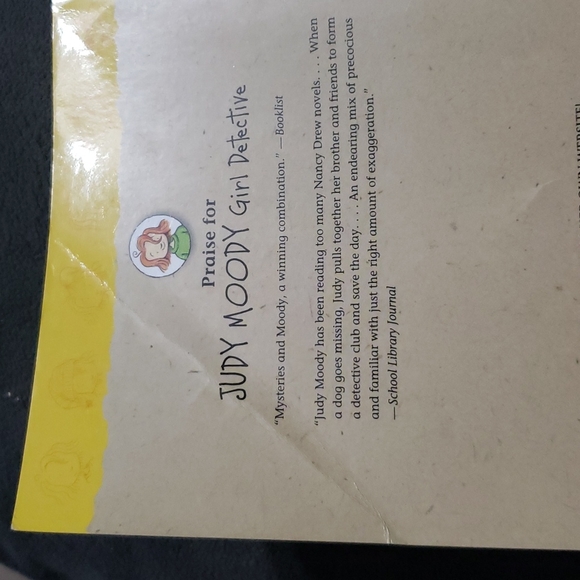 Praise for
JUDY MOODY Girl Detective
“Mysteries and Moody, a winning combination.” —Booklist
“Judy Moody has been reading too many Nancy Drew novels. . . . When
a dog goes missing, Judy pulls together her brother and friends to form
a detective club and save the day. . . . An endearing mix of precocious
and familiar with just the right amount of exaggeration.”
—School Library Journal